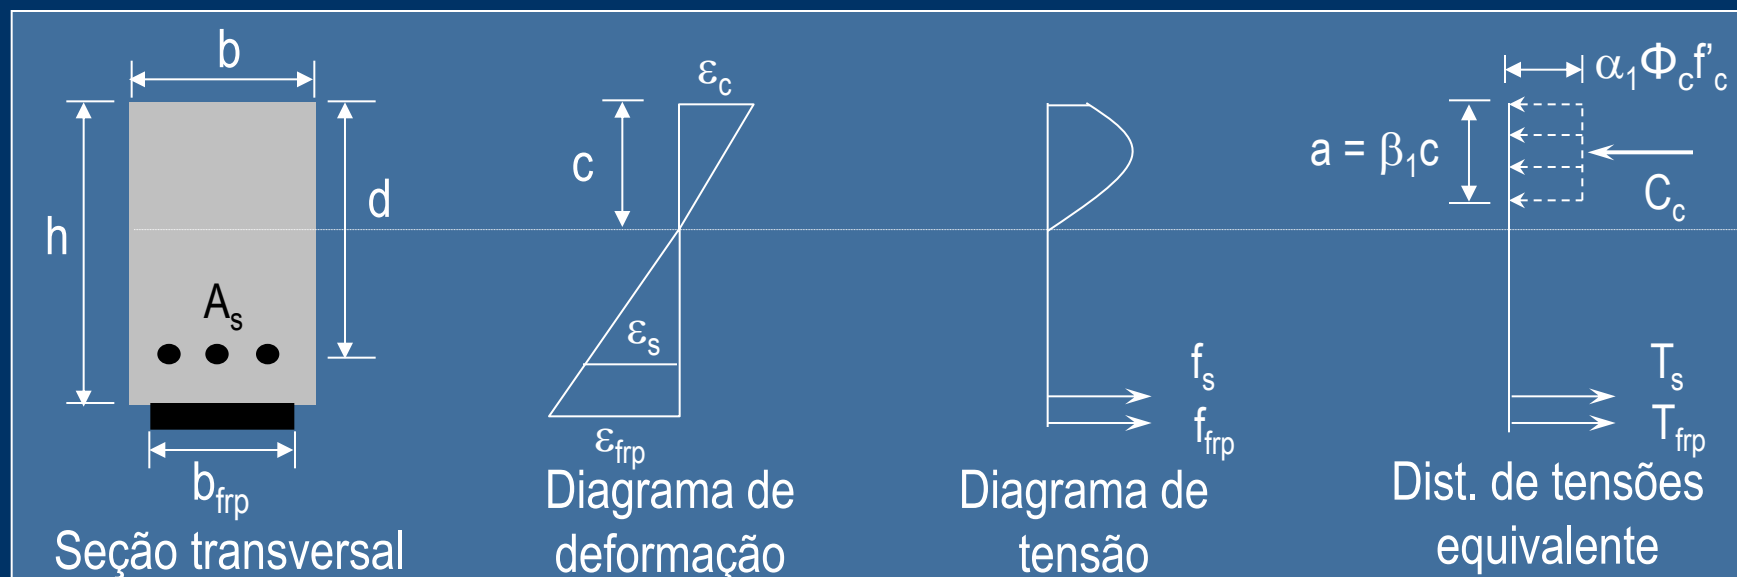 b
h
d
A_s
b_frp
Seção transversal
ε_c
c
ε_s
ε_frp
Diagrama de
deformação
f_s
f_frp
Diagrama de
tensão
α_1Φ_cf'_c
a = β_1c
C_c
T_s
T_frp
Dist. de tensões
equivalente